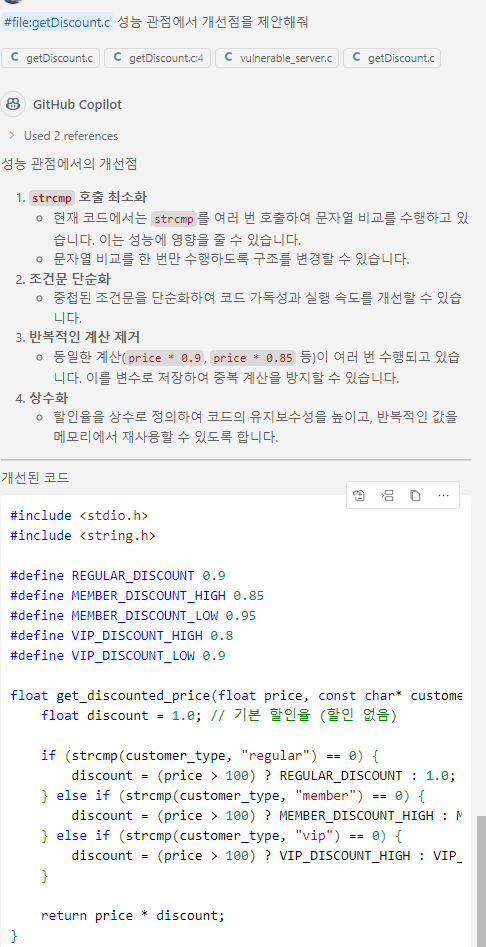 #file:getDiscount.c 성능 관점에서 개선점을 제안해줘
C getDiscount.c C getDiscount.c:4 C vulnerable_server.c C getDiscount.c
GitHub Copilot
> Used 2 references
성능 관점에서의 개선점
1. strcmp 호출 최소화
현재 코드에서는 strcmp를 여러 번 호출하여 문자열 비교를 수행하고 있
습니다. 이는 성능에 영향을 줄 수 있습니다.
문자열 비교를 한 번만 수행하도록 구조를 변경할 수 있습니다.
2. 조건문 단순화
중첩된 조건문을 단순화하여 코드 가독성과 실행 속도를 개선할 수 있습
니다.
3. 반복적인 계산 제거
동일한 계산(price * 0.9, price * 0.85 등)이 여러 번 수행되고 있습
니다. 이를 변수로 저장하여 중복 계산을 방지할 수 있습니다.
4. 상수화
할인율을 상수로 정의하여 코드의 유지보수성을 높이고, 반복적인 값을
메모리에서 재사용할 수 있도록 합니다.
개선된 코드
#include <stdio.h>
#include <string.h>
#define REGULAR_DISCOUNT 0.9
#define MEMBER_DISCOUNT_HIGH 0.85
#define MEMBER_DISCOUNT_LOW 0.95
#define VIP_DISCOUNT_HIGH 0.8
#define VIP_DISCOUNT_LOW 0.9
float get_discounted_price(float price, const char* custome
float discount = 1.0; // 기본 할인율 (할인 없음)
if (strcmp(customer_type, "regular") == 0) {
discount = (price > 100) ? REGULAR_DISCOUNT : 1.0;
} else if (strcmp(customer_type, "member") == 0) {
discount = (price > 100) ? MEMBER_DISCOUNT_HIGH : M
} else if (strcmp(customer_type, "vip") == 0) {
discount = (price > 100) ? VIP_DISCOUNT_HIGH : VIP_
}
return price * discount;
}